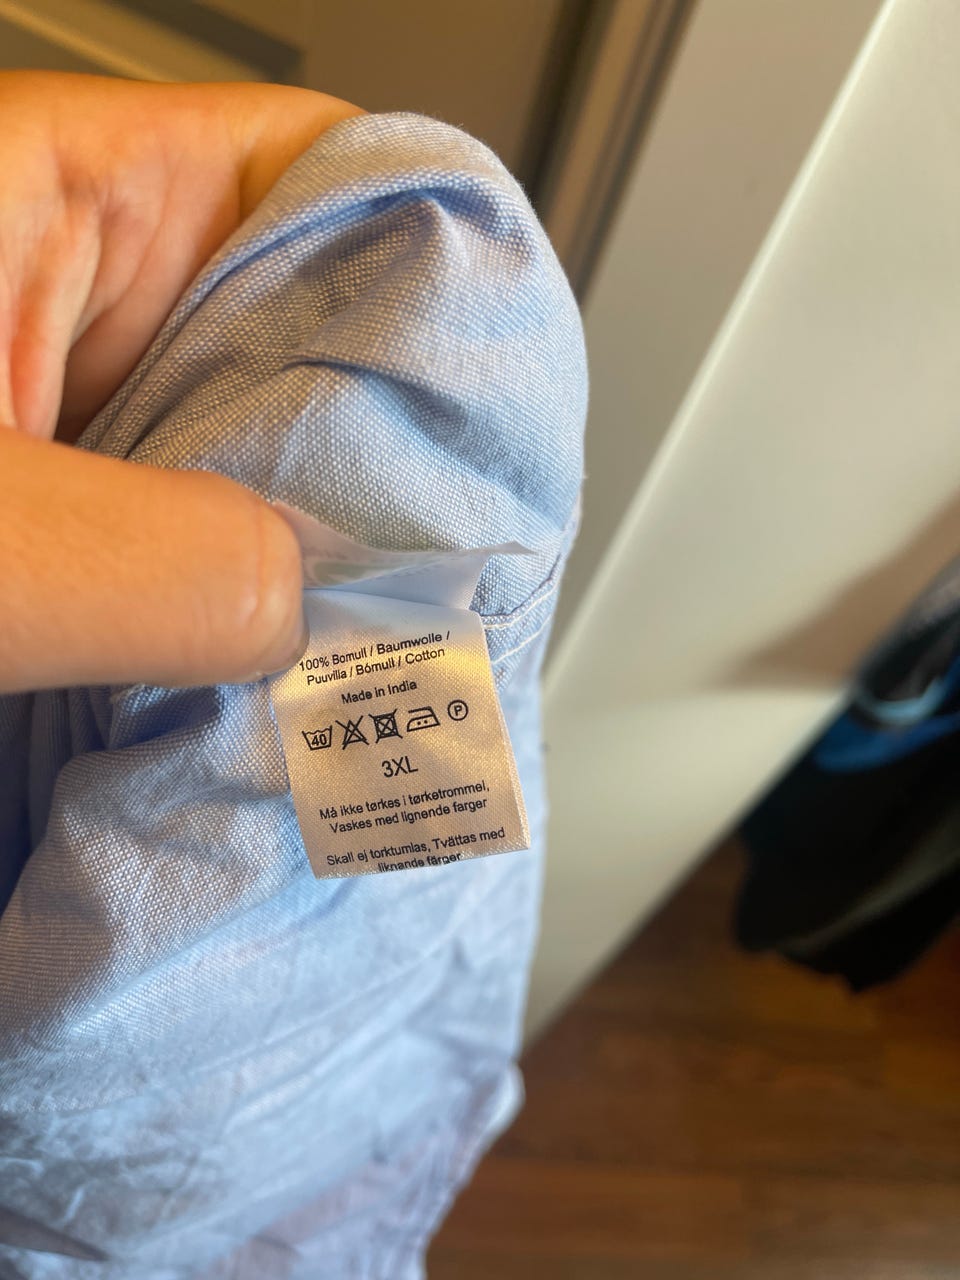 100% Bomull / Baumwolle /
Puuvilla / Bómull / Cotton
Made in India
40 P
3XL
Må ikke tørkes i tørketrommel,
Vaskes med lignende farger
Skall ej torktumlas, Tvättas med
liknande färger